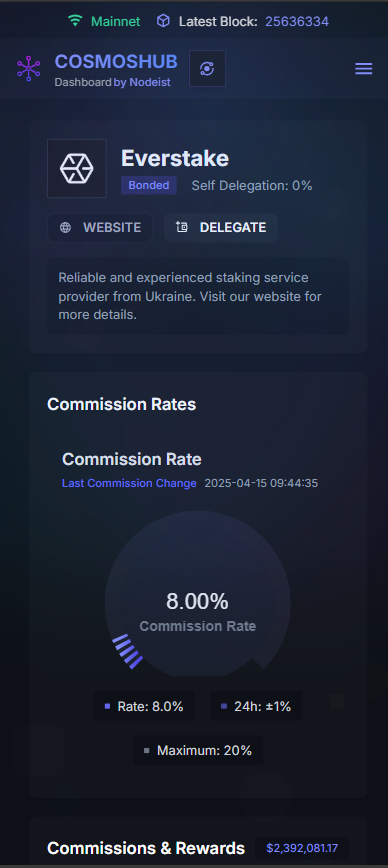 Mainnet Latest Block: 25636334
COSMOSHUB
Dashboard by Nodeist
Everstake
Bonded Self Delegation: 0%
WEBSITE DELEGATE
Reliable and experienced staking service
provider from Ukraine. Visit our website for
more details.
Commission Rates
Commission Rate
Last Commission Change 2025-04-15 09:44:35
8.00%
Commission Rate
Rate: 8.0% 24h: ±1%
Maximum: 20%
Commissions & Rewards $2,392,081.17